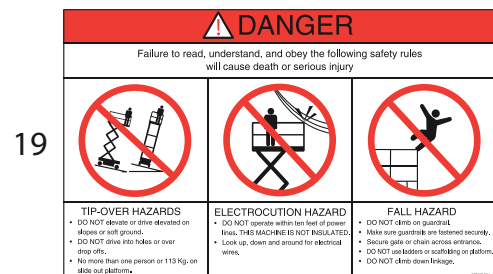 19
DANGER
Failure to read, understand, and obey the following safety rules
will cause death or serious injury
TIP-OVER HAZARDS
• DO NOT elevate or drive elevated on
slopes or soft ground.
• DO NOT drive into holes or over
drop offs.
• No more than one person or 113 Kg. on
slide out platform.
ELECTROCUTION HAZARD
• DO NOT operate within ten feet of power
lines. THIS MACHINE IS NOT INSULATED.
• Look up, down and around for electrical
wires.
FALL HAZARD
• DO NOT climb on guardrail.
• Make sure guardrails are fastened securely.
• Secure gate or chain across entrance.
• DO NOT use ladders or scaffolding on platform.
• DO NOT climb down linkage.